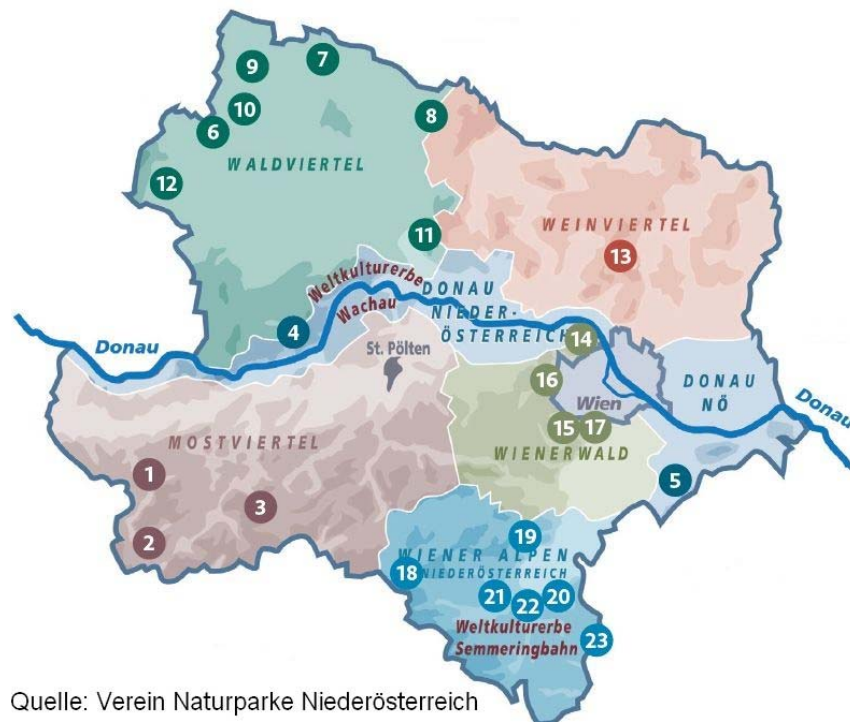 9
7
10
8
6
WALDVIERTEL
12
WEINVIERTEL
11
13
Weltkulturerbe
Wachau
DONAU
NIEDER-
ÖSTERREICH
4
14
Donau
St. Pölten
16
Wien
DONAU
NÖ
Donau
15
17
MOSTVIERTEL
WIENERWALD
1
3
5
2
19
WIENER ALPEN
NIEDERÖSTERREICH
18
21
22
20
Weltkulturerbe
Semmeringbahn
23
Quelle: Verein Naturparke Niederösterreich